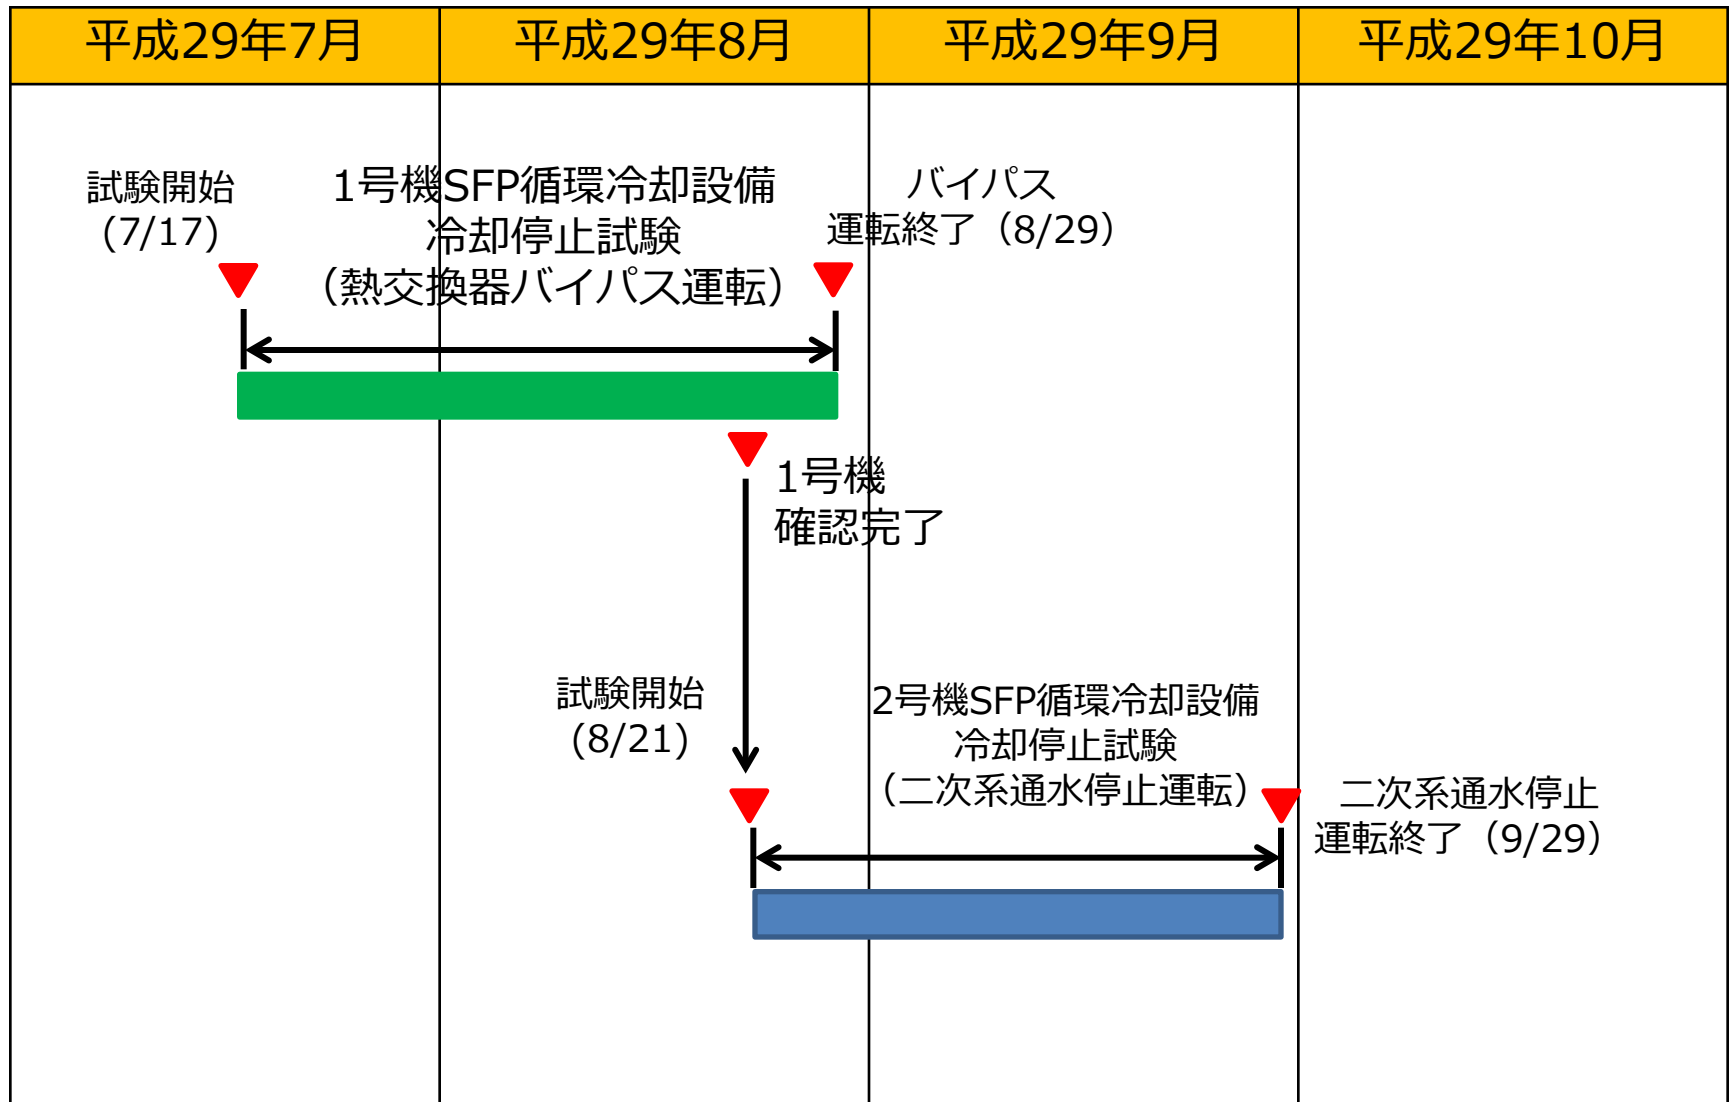 平成29年7月
平成29年8月
平成29年9月
平成29年10月
試験開始
（7/17）
1号機SFP循環冷却設備
冷却停止試験
（熱交換器バイパス運転）
バイパス
運転終了（8/29）
1号機
確認完了
試験開始
（8/21）
2号機SFP循環冷却設備
冷却停止試験
（二次系通水停止運転）
二次系通水停止
運転終了（9/29）